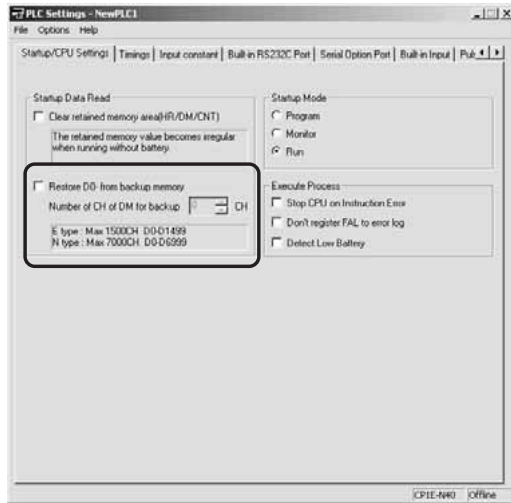 PLC Settings - NewPLC1
File Options Help
Startup/CPU Settings Timings Input constant Built-in RS232C Port Serial Option Port Built-in Input Pul
Startup Data Read
Clear retained memory area(HR/DM/CNT)
The retained memory value becomes irregular
when running without battery.
Restore D0- from backup memory
Number of CH of DM for backup 0 CH
E type : Max 1500CH D0-D1499
N type : Max 7000CH D0-D6999
Startup Mode
Program
Monitor
Run
Execute Process
Stop CPU on Instruction Error
Don't register FAL to error log
Detect Low Battery
CP1E-N40 Offline